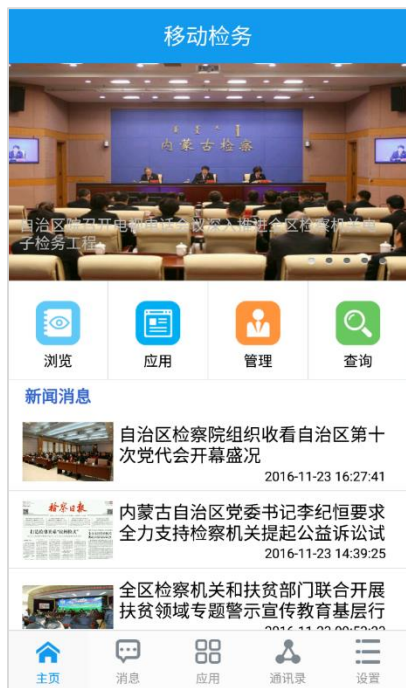 移动检务
内蒙古检察
自治区院召开电视电话会议深入推进全区检察机关电
子检务工程
浏览
应用
管理
查询
新闻消息
自治区检察院组织收看自治区第十
次党代会开幕盛况
2016-11-23 16:27:41
检察日报
内蒙古自治区党委书记李纪恒要求
全力支持检察机关提起公益诉讼试
2016-11-23 14:39:25
全区检察机关和扶贫部门联合开展
扶贫领域专题警示宣传教育基层行
主页
消息
应用
通讯录
设置